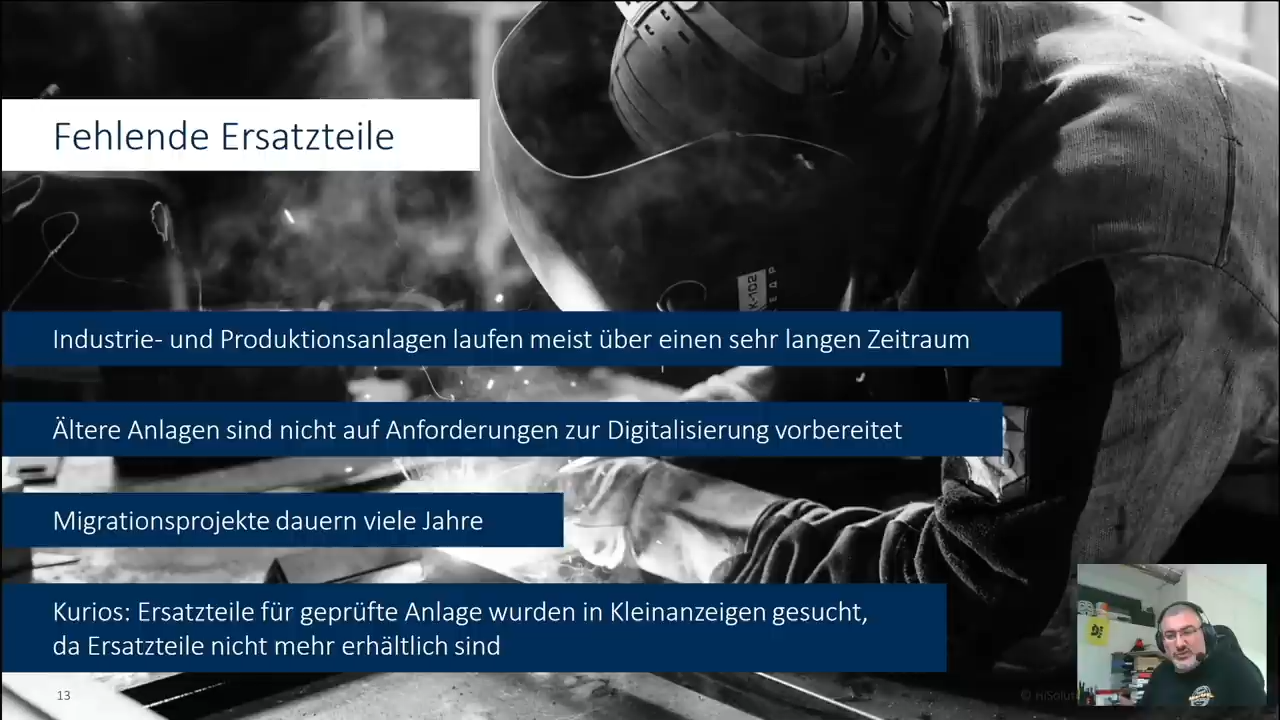 Fehlende Ersatzteile
Industrie- und Produktionsanlagen laufen meist über einen sehr langen Zeitraum
Ältere Anlagen sind nicht auf Anforderungen zur Digitalisierung vorbereitet
Migrationsprojekte dauern viele Jahre
Kurios: Ersatzteile für geprüfte Anlage wurden in Kleinanzeigen gesucht,
da Ersatzteile nicht mehr erhältlich sind
13